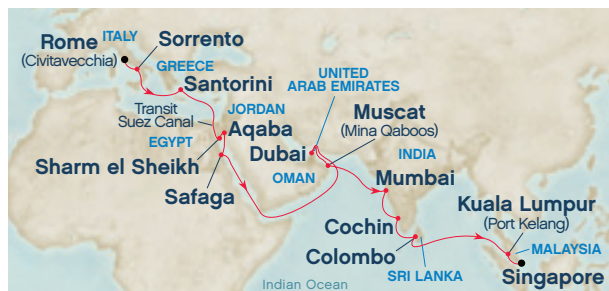 ITALY
Rome
(Civitavecchia)
Sorrento
GREECE
Santorini
Transit
Suez Canal
JORDAN
Aqaba
EGYPT
Sharm el Sheikh
Safaga
UNITED
ARAB EMIRATES
Dubai
Muscat
(Mina Qaboos)
OMAN
INDIA
Mumbai
Cochin
Colombo
SRI LANKA
Kuala Lumpur
(Port Kelang)
MALAYSIA
Singapore
Indian Ocean